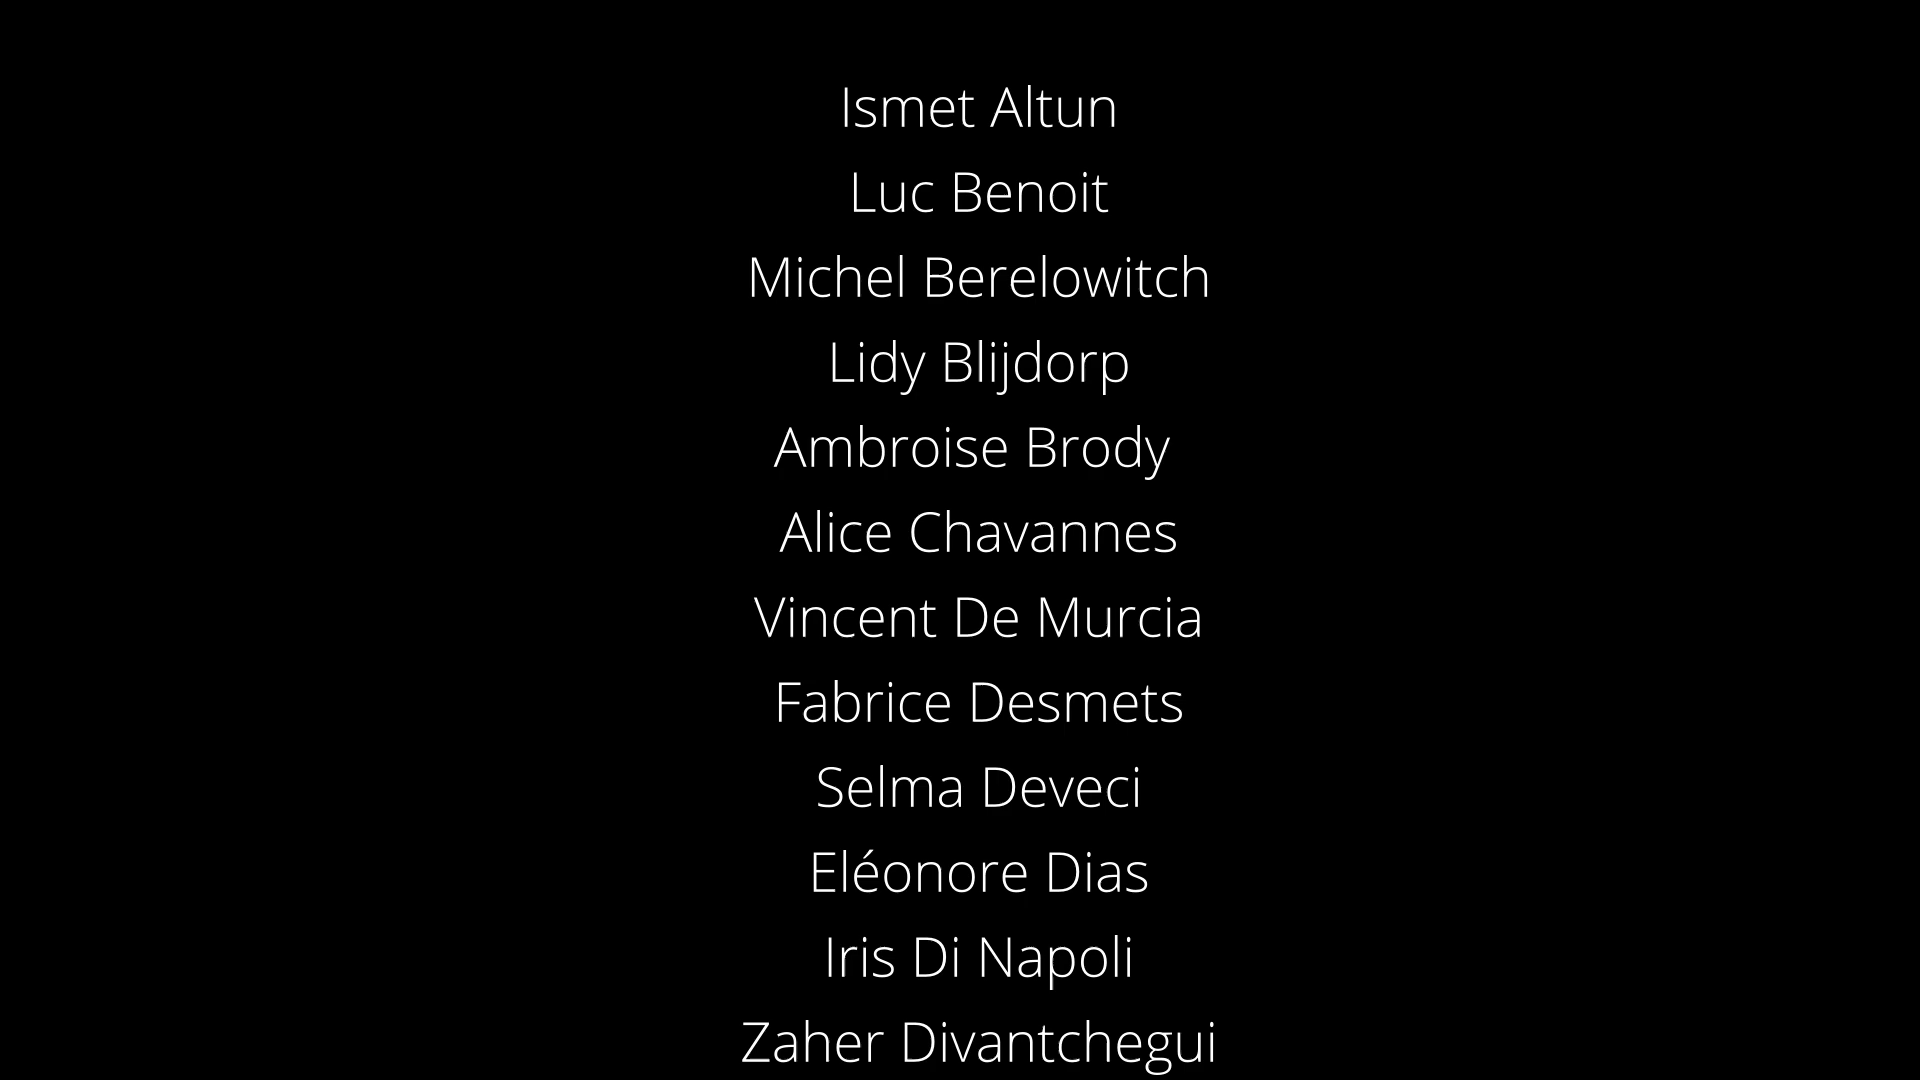 Ismet Altun
Luc Benoit
Michel Berelowitch
Lidy Blijdorp
Ambroise Brody
Alice Chavannes
Vincent De Murcia
Fabrice Desmets
Selma Deveci
Eléonore Dias
Iris Di Napoli
Zaher Divantchegui